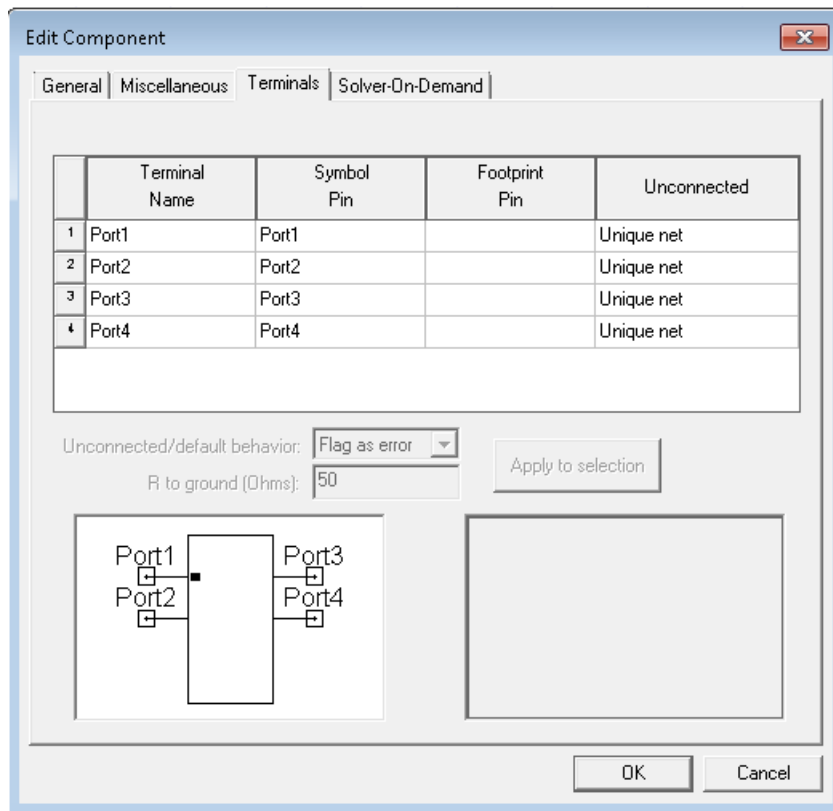 Edit Component
General Miscellaneous Terminals Solver-On-Demand
Terminal Name Symbol Pin Footprint Pin Unconnected
1 Port1 Port1 Unique net
2 Port2 Port2 Unique net
3 Port3 Port3 Unique net
4 Port4 Port4 Unique net
Unconnected/default behavior: Flag as error
R to ground (Ohms): 50
Apply to selection
Port1 Port3
Port2 Port4
OK Cancel